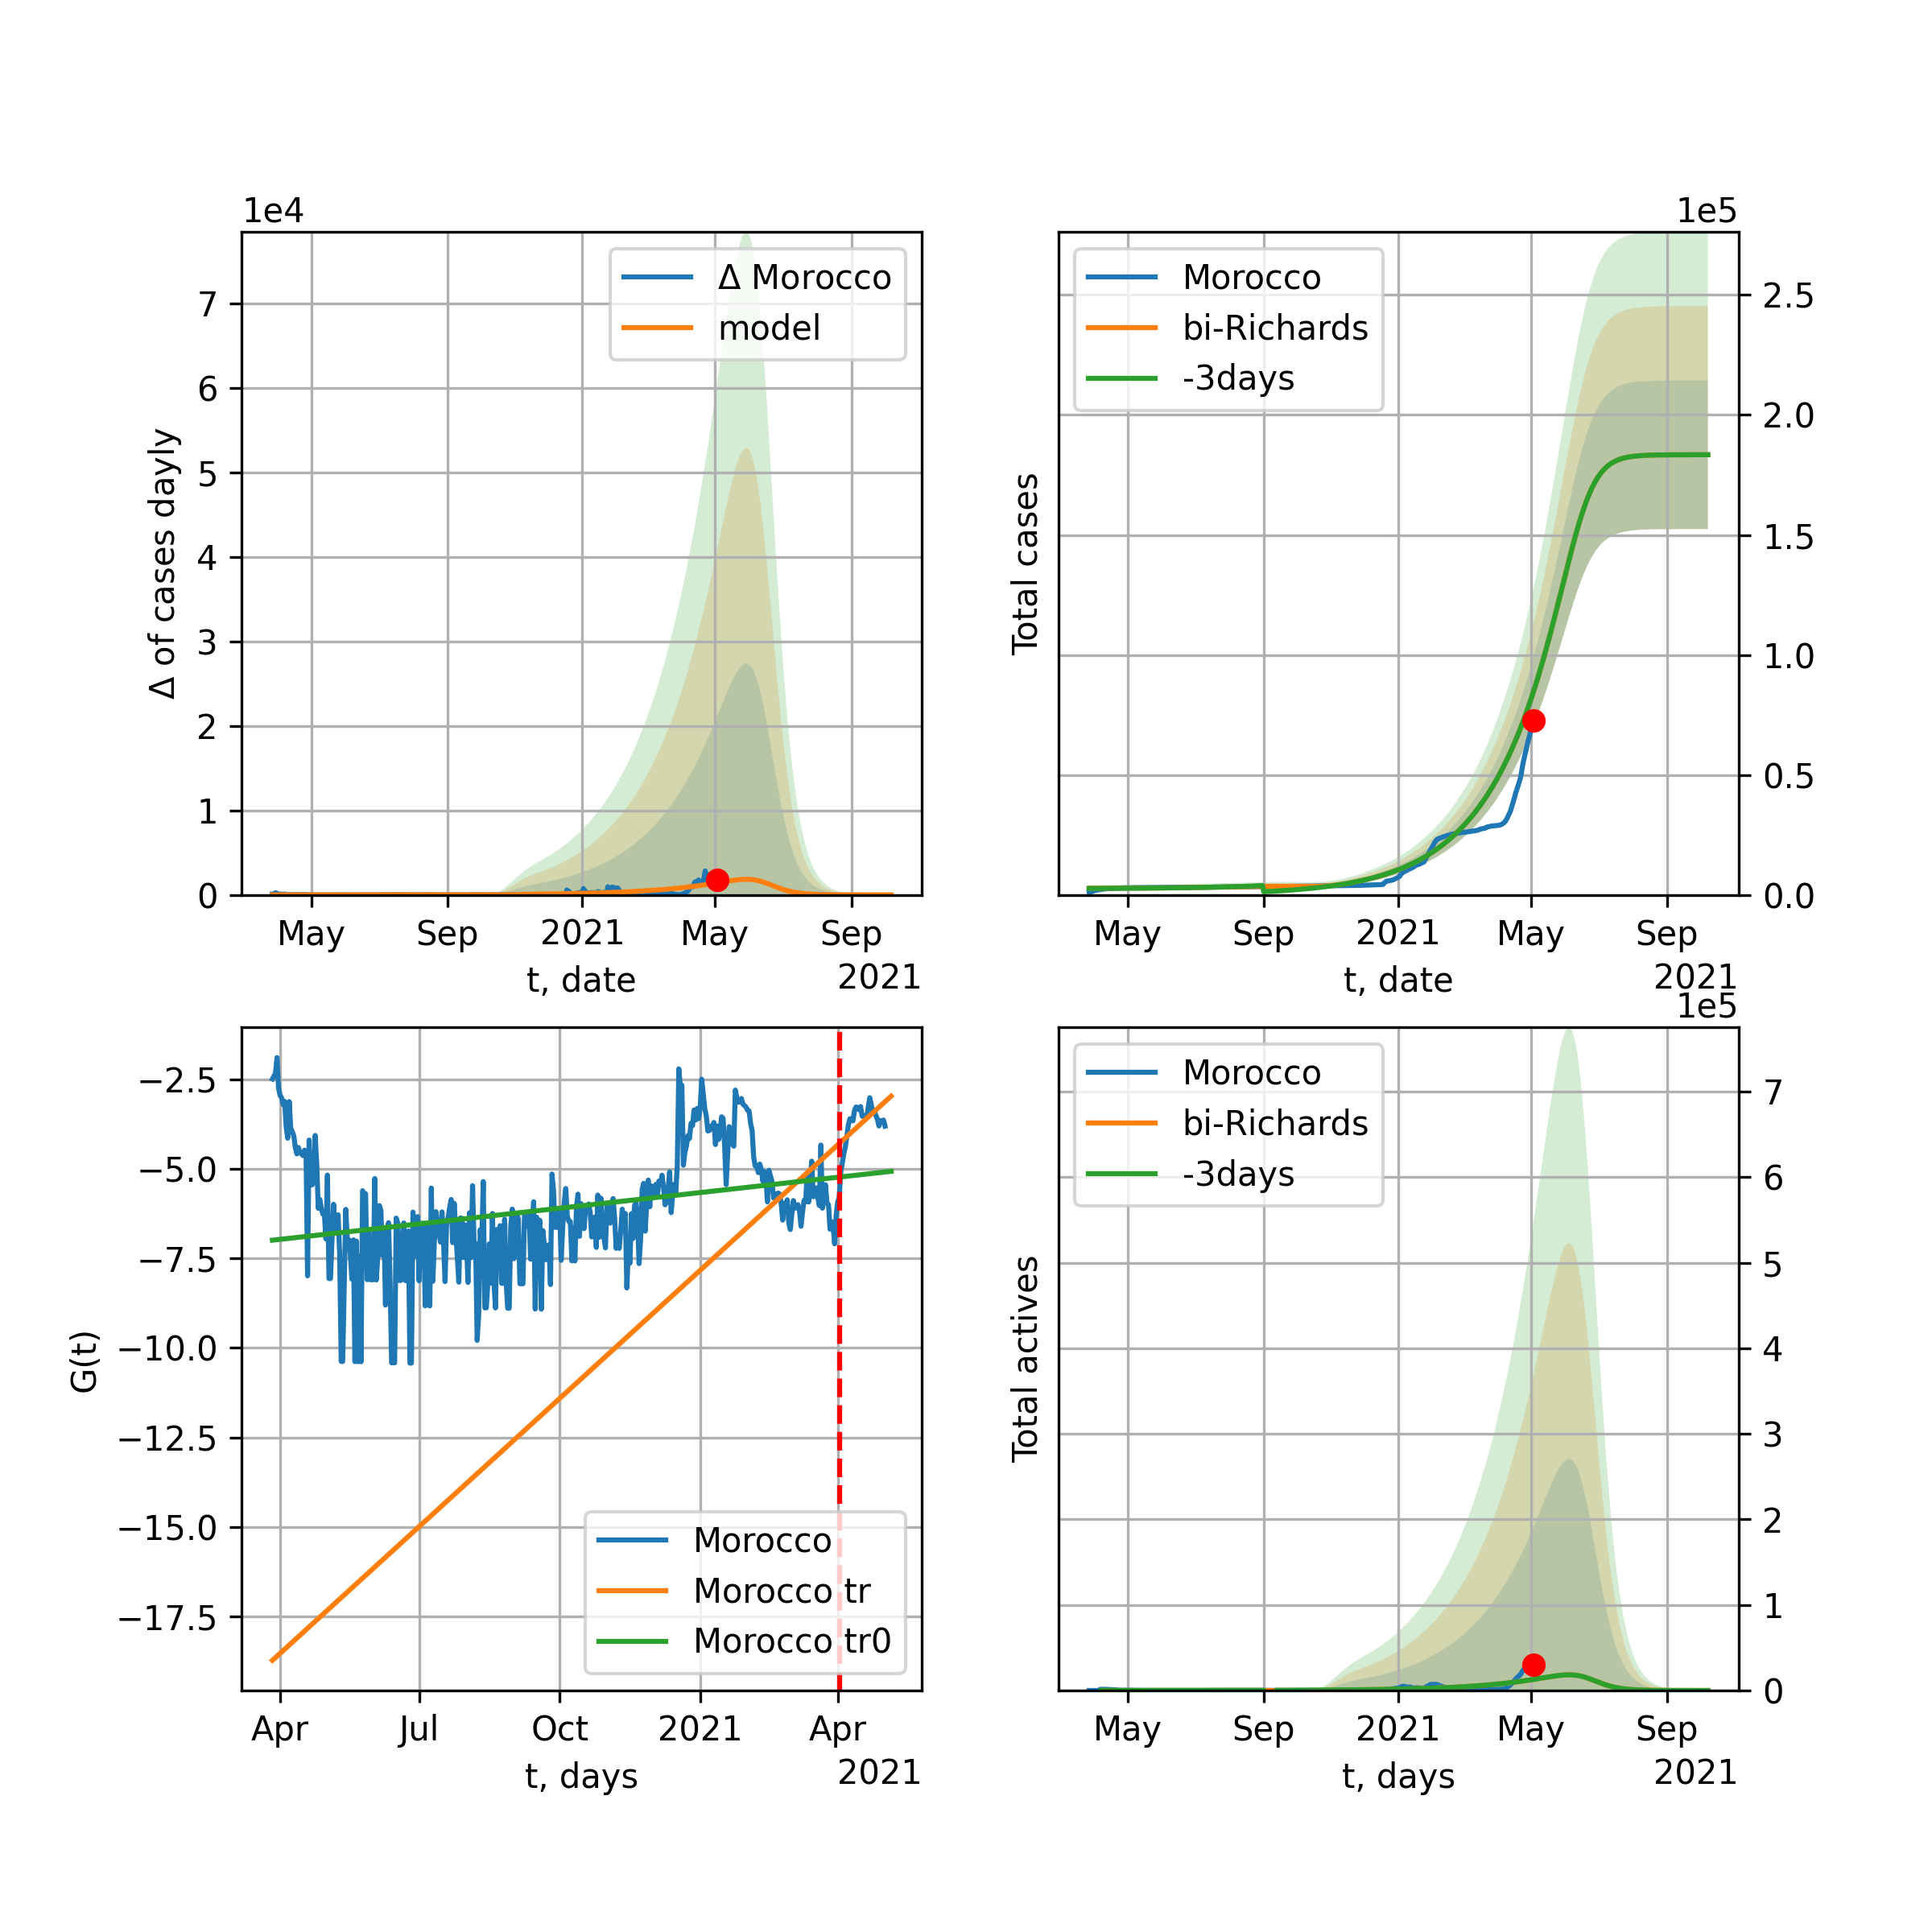 1e4
Δ of cases dayly
7
6
5
4
3
2
1
0
Δ Morocco
model
May Sep 2021 May Sep
t, date
2021
1e5
Total cases
Morocco
bi-Richards
-3days
2.5
2.0
1.5
1.0
0.5
0.0
May Sep 2021 May Sep
t, date
2021
G(t)
−2.5
−5.0
−7.5
−10.0
−12.5
−15.0
−17.5
Morocco
Morocco tr
Morocco tr0
Apr Jul Oct 2021 Apr
t, days
2021
1e5
Total actives
Morocco
bi-Richards
-3days
7
6
5
4
3
2
1
0
May Sep 2021 May Sep
t, days
2021